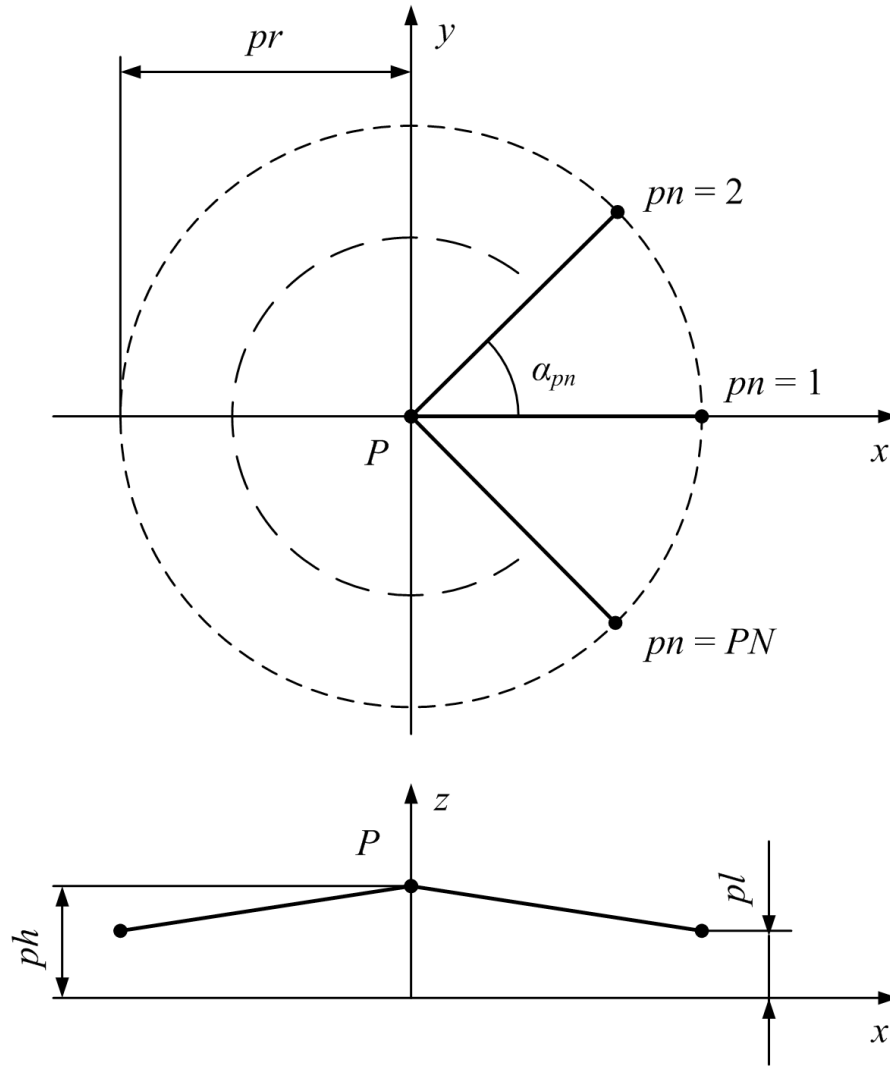 pr
y
pn = 2
α_pn
pn = 1
P
x
pn = PN
z
P
pl
ph
x